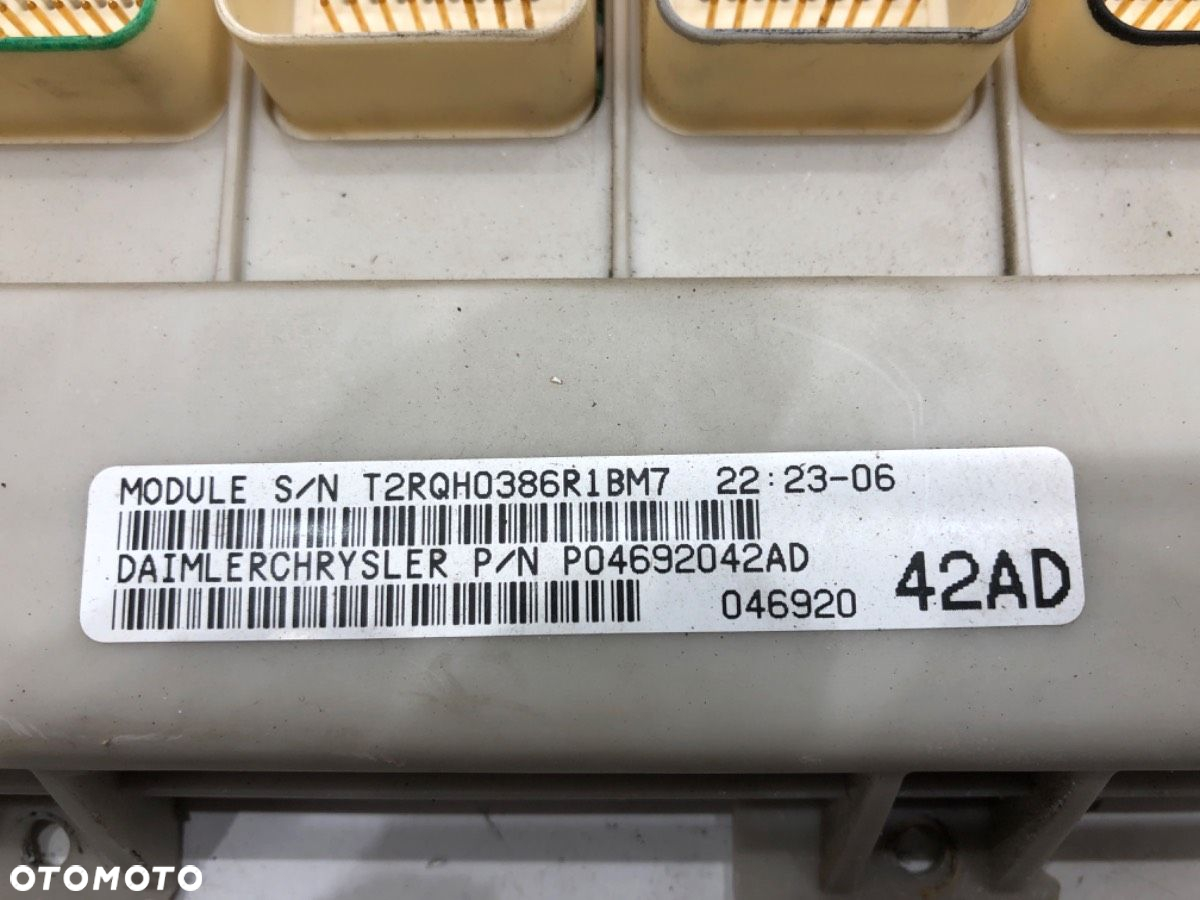 MODULE S/N T2RQH0386R1BM7 22:23-06
DAIMLERCHRYSLER P/N P04692042AD
046920 42AD
OTOMOTO